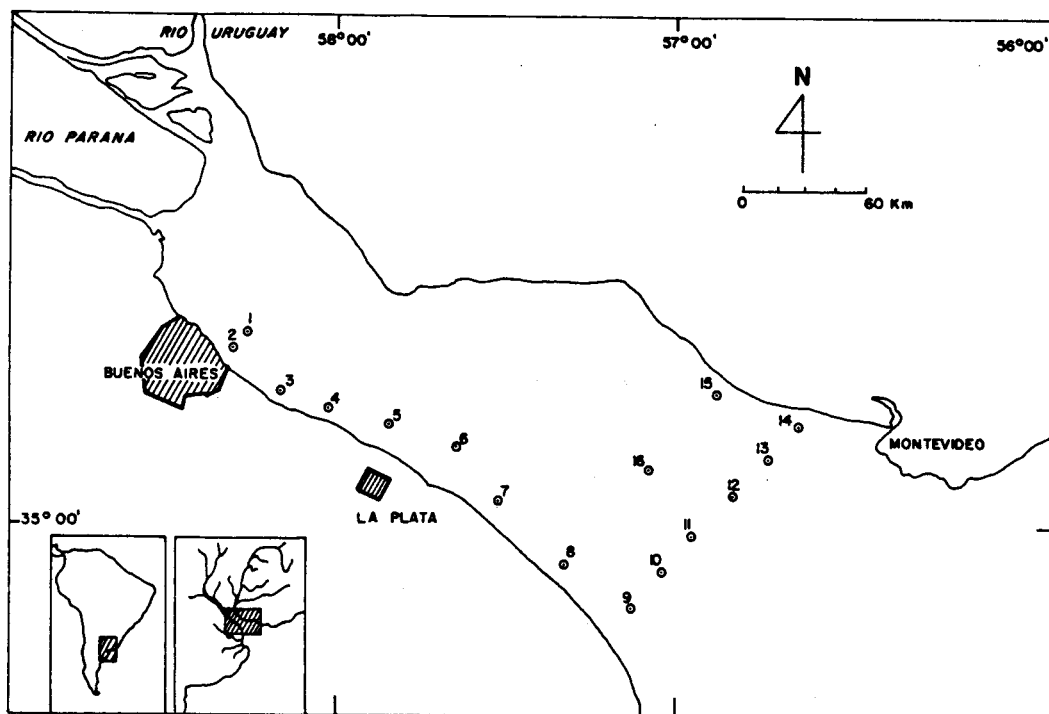 RIO URUGUAY
58°00'
57°00'
56°00'
N
RIO PARANA
0 60 Km
1
2
BUENOS AIRES
3
4
5
6
7
8
9
10
11
12
13
14
15
16
MONTEVIDEO
LA PLATA
35°00'